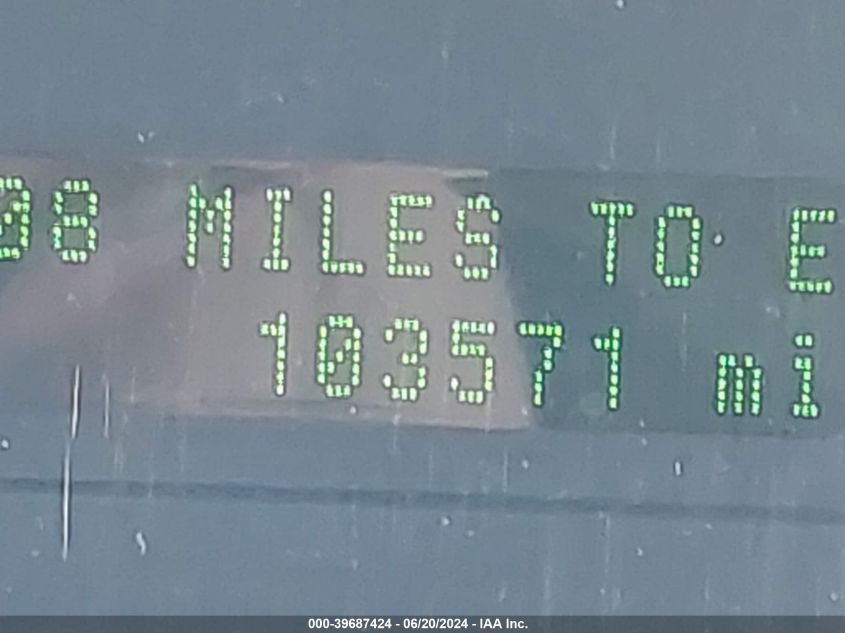 08 MILES TO E
103571 mi
000-39687424 - 06/20/2024 - IAA Inc.